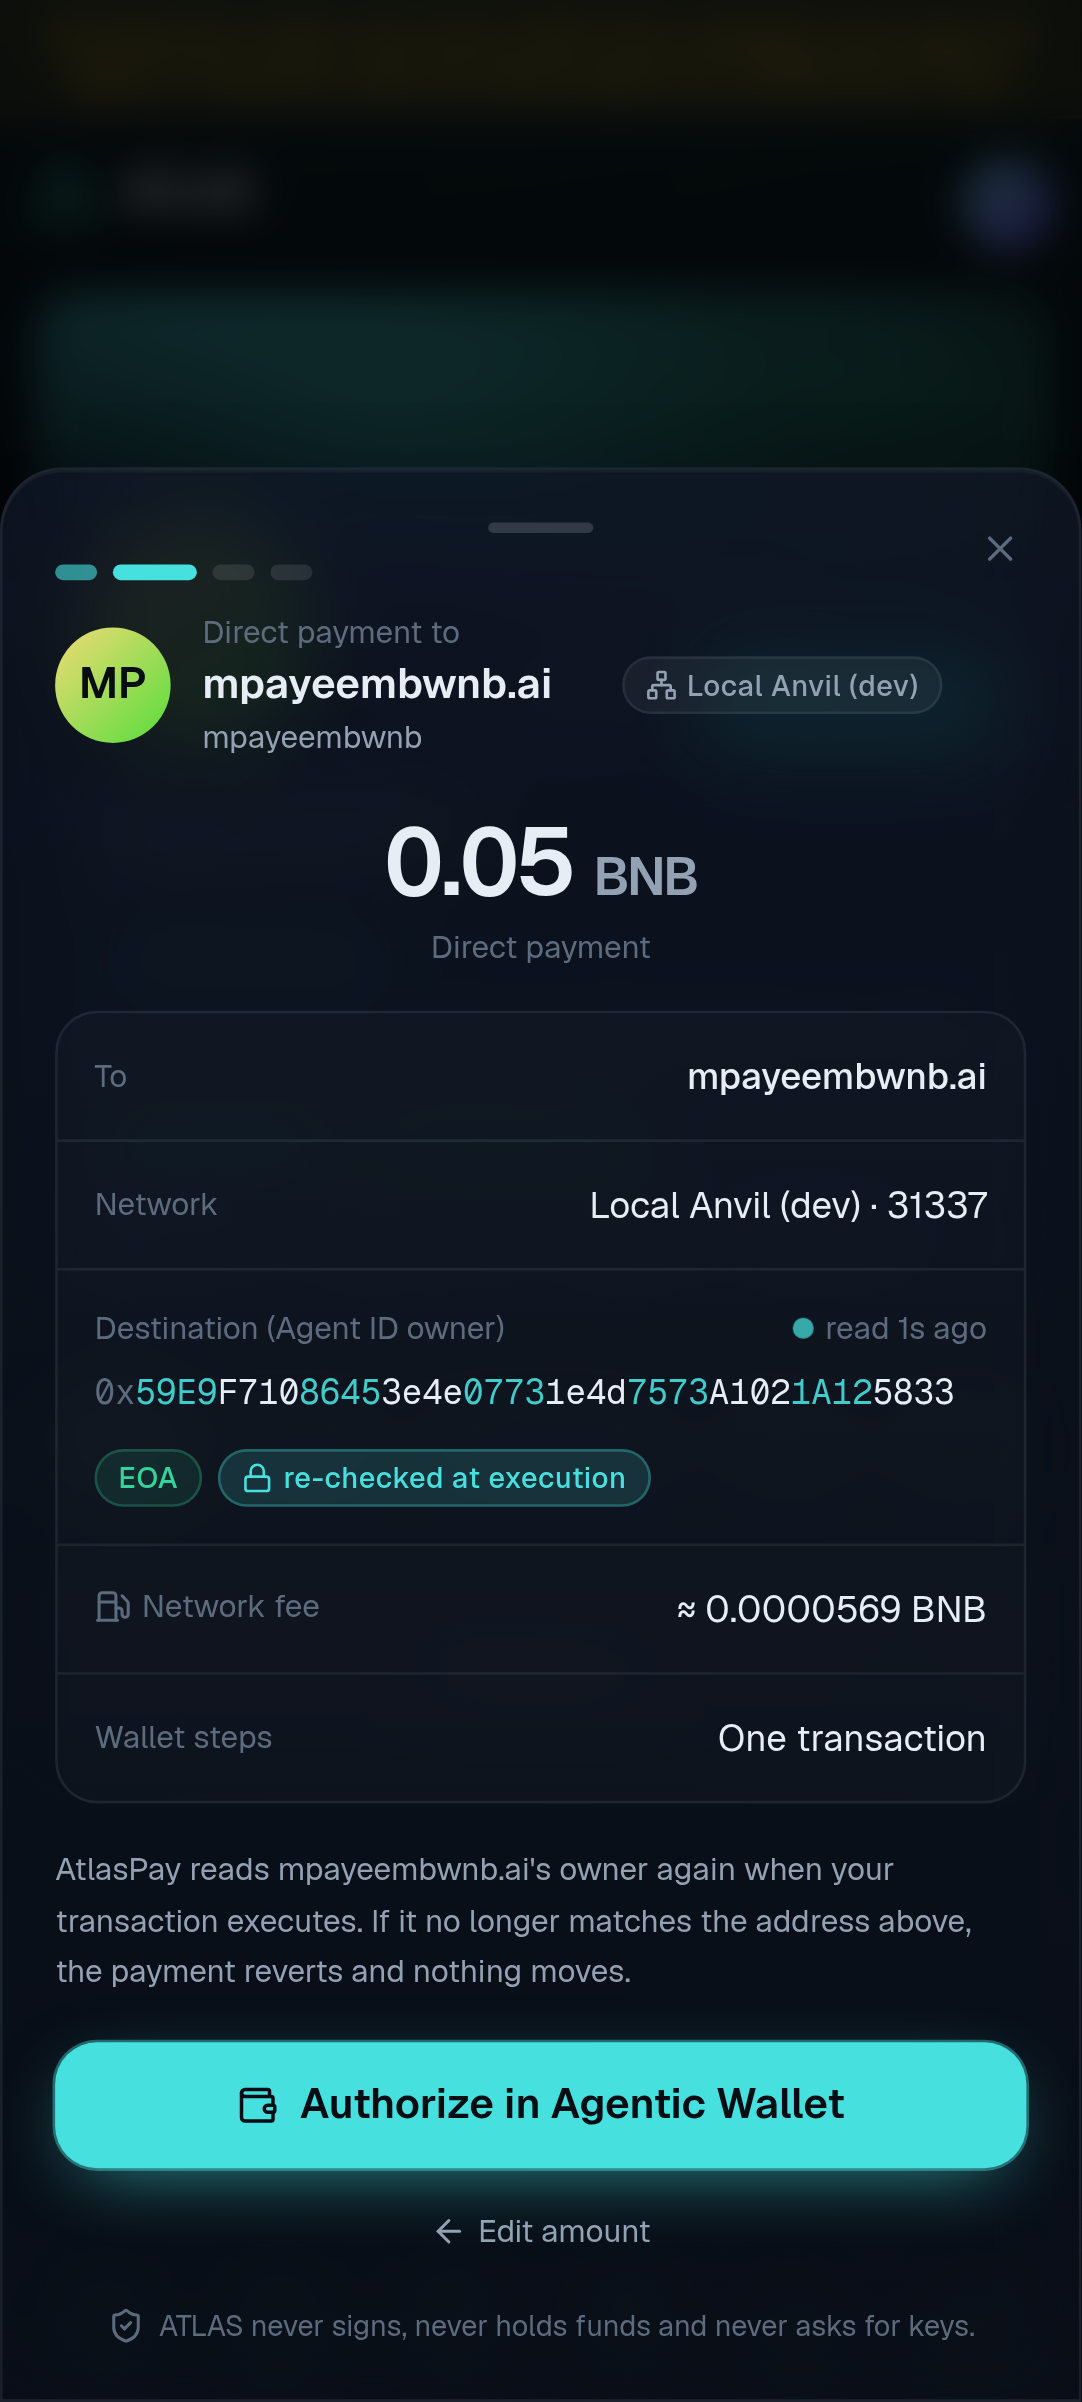 Direct payment to
MP
mpayeembwnb.ai
Local Anvil (dev)
mpayeembwnb
0.05 BNB
Direct payment
To
mpayeembwnb.ai
Network
Local Anvil (dev) · 31337
Destination (Agent ID owner)
read 1s ago
0x59E9F71086453e4e07731e4d7573A1021A125833
EOA
re-checked at execution
Network fee
≈ 0.0000569 BNB
Wallet steps
One transaction
AtlasPay reads mpayeembwnb.ai's owner again when your
transaction executes. If it no longer matches the address above,
the payment reverts and nothing moves.
Authorize in Agentic Wallet
← Edit amount
ATLAS never signs, never holds funds and never asks for keys.